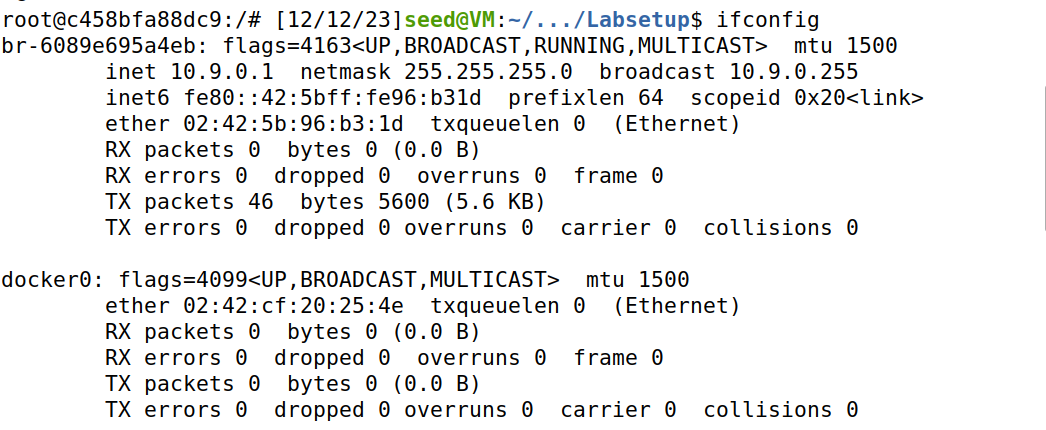 root@c458bfa88dc9:/# [12/12/23]seed@VM:~/.../Labsetup$ ifconfig
br-6089e695a4eb: flags=4163<UP,BROADCAST,RUNNING,MULTICAST>  mtu 1500
        inet 10.9.0.1  netmask 255.255.255.0  broadcast 10.9.0.255
        inet6 fe80::42:5bff:fe96:b31d  prefixlen 64  scopeid 0x20<link>
        ether 02:42:5b:96:b3:1d  txqueuelen 0  (Ethernet)
        RX packets 0  bytes 0 (0.0 B)
        RX errors 0  dropped 0  overruns 0  frame 0
        TX packets 46  bytes 5600 (5.6 KB)
        TX errors 0  dropped 0 overruns 0  carrier 0  collisions 0

docker0: flags=4099<UP,BROADCAST,MULTICAST>  mtu 1500
        ether 02:42:cf:20:25:4e  txqueuelen 0  (Ethernet)
        RX packets 0  bytes 0 (0.0 B)
        RX errors 0  dropped 0  overruns 0  frame 0
        TX packets 0  bytes 0 (0.0 B)
        TX errors 0  dropped 0 overruns 0  carrier 0  collisions 0